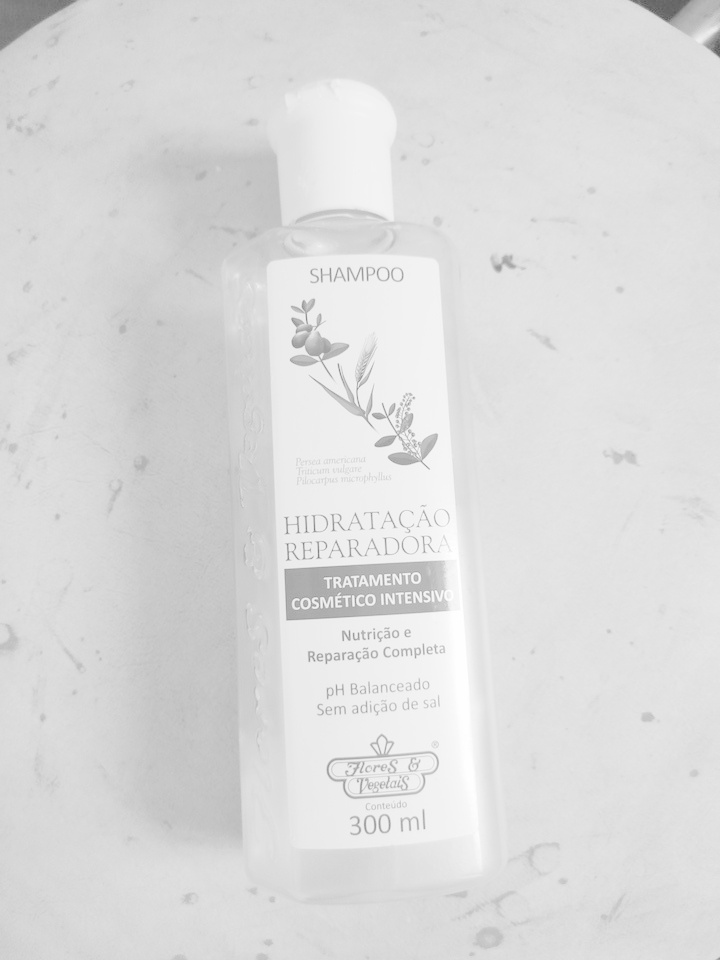 SHAMPOO
Persea americana
Triticum vulgare
Pilocarpus microphyllus
HIDRATAÇÃO
REPARADORA
TRATAMENTO
COSMÉTICO INTENSIVO
Nutrição e
Reparação Completa
pH Balanceado
Sem adição de sal
Flores &
Vegetais
®
Conteúdo
300 ml